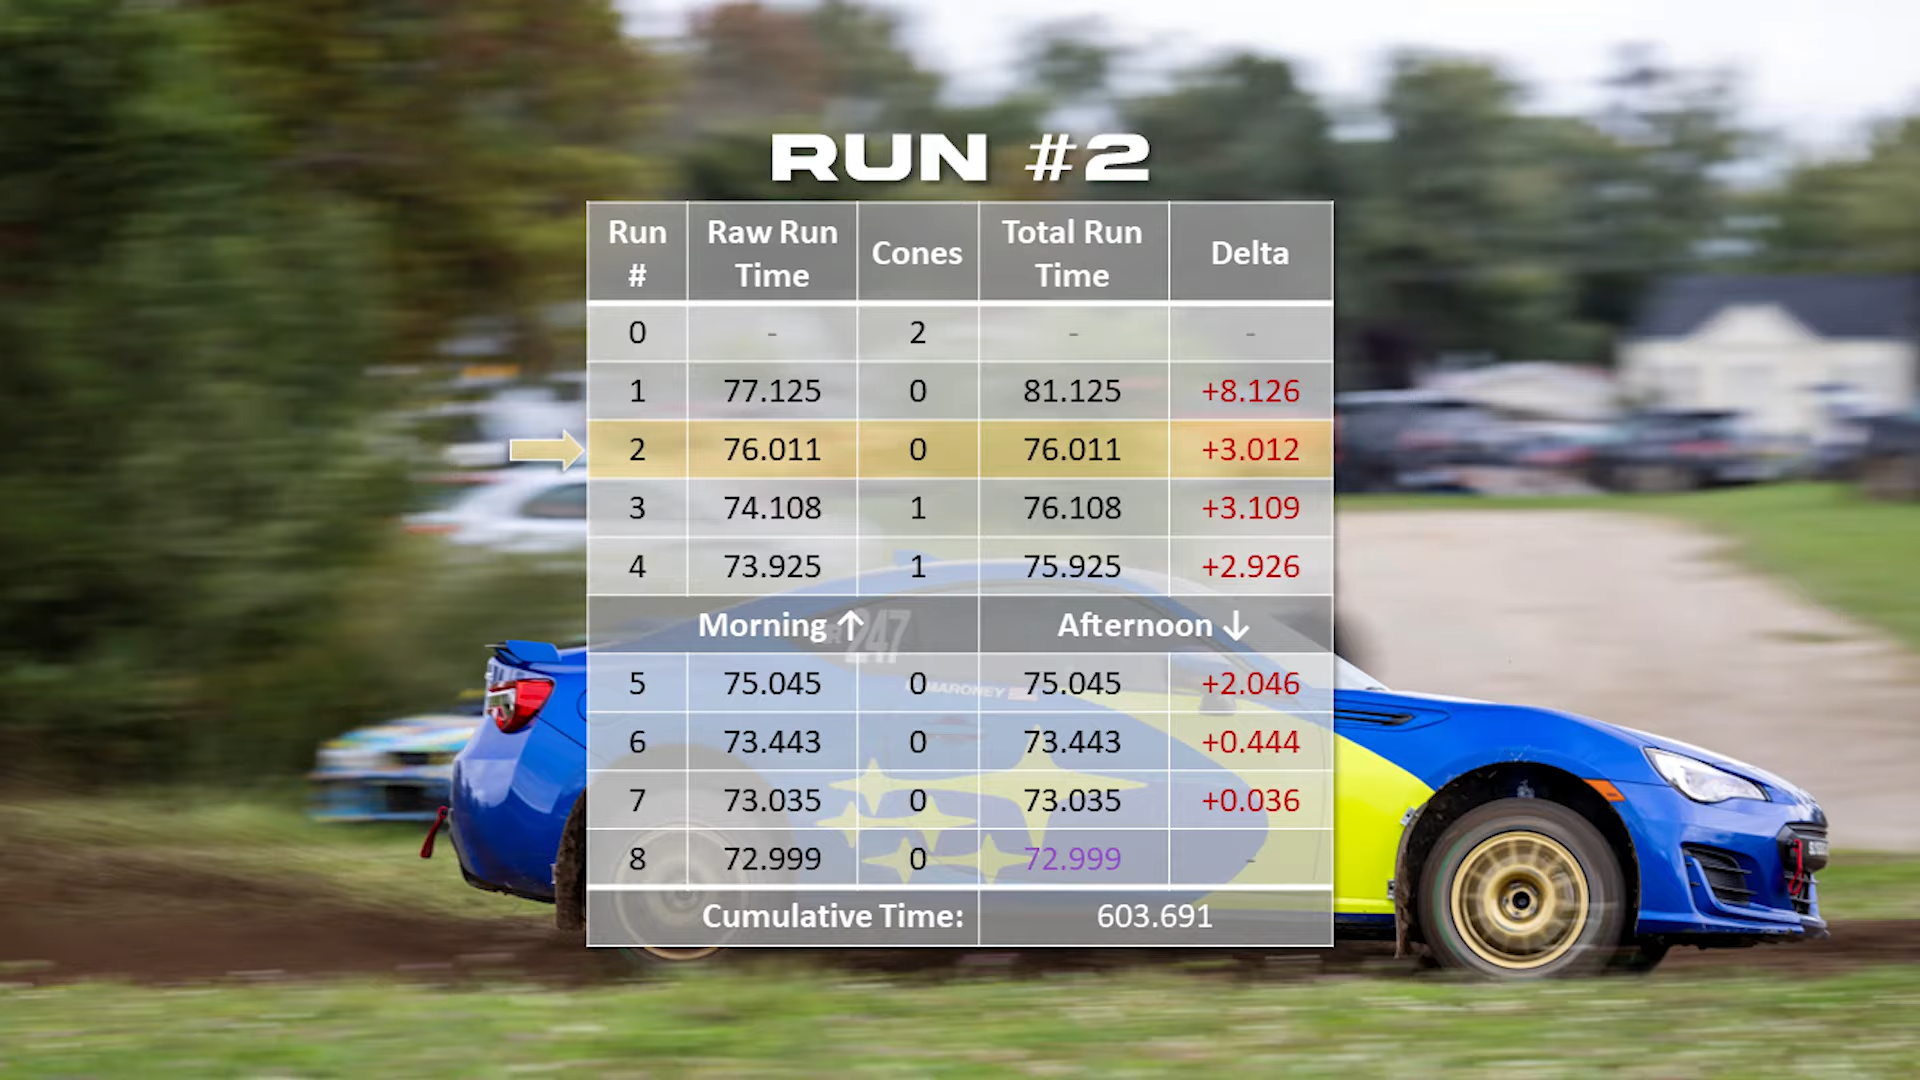 RUN #2
Run # Raw Run Time Cones Total Run Time Delta
0 - 2 - -
1 77.125 0 81.125 +8.126
2 76.011 0 76.011 +3.012
3 74.108 1 76.108 +3.109
4 73.925 1 75.925 +2.926
Morning ↑ Afternoon ↓
247
5 75.045 0 75.045 +2.046
MARONEY
6 73.443 0 73.443 +0.444
7 73.035 0 73.035 +0.036
8 72.999 0 72.999 -
Cumulative Time: 603.691